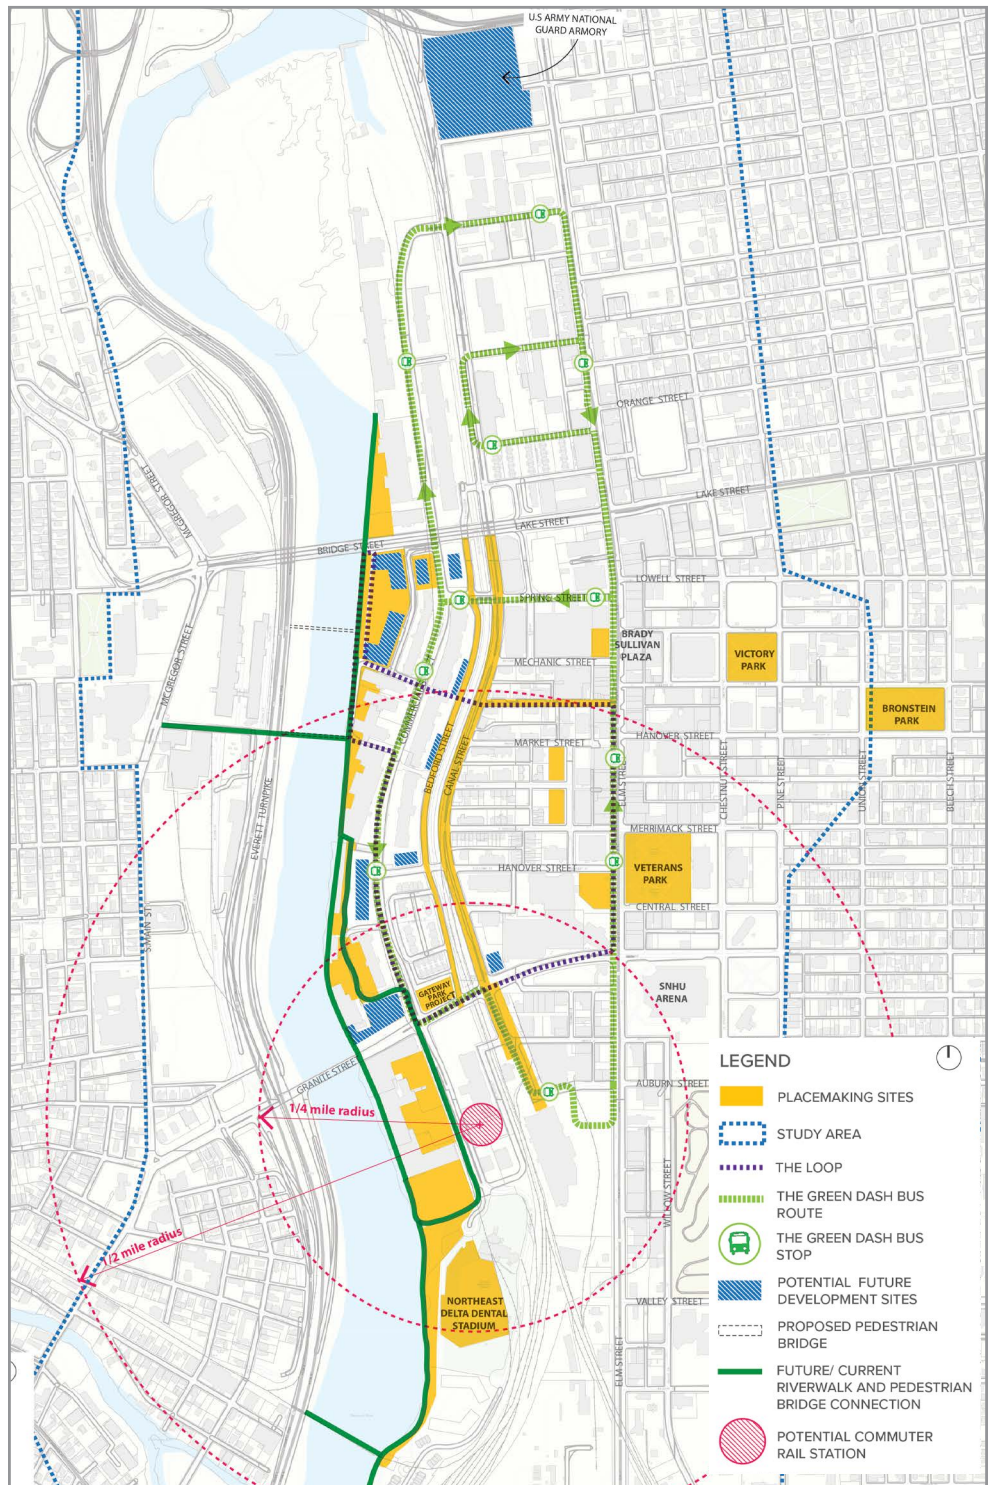 U.S ARMY NATIONAL
GUARD ARMORY
ORANGE STREET
LAKE STREET
LAKE STREET
MCGREGOR STREET
BRIDGE STREET
LOWELL STREET
SPRING STREET
BRADY
SULLIVAN
PLAZA
VICTORY
PARK
MECHANIC STREET
MCGREGOR STREET
BRONSTEIN
PARK
HANOVER STREET
MARKET STREET
BEDFORD STREET
CANAL STREET
ELM STREET
CHESTNUT STREET
PINE STREET
UNION STREET
BEECH STREET
EVERETT TURNPIKE
MERRIMACK STREET
HANOVER STREET
VETERANS
PARK
CENTRAL STREET
S.MAIN ST
GATEWAY
PARK
PROJECT
SNHU
ARENA
GRANITE STREET
1/4 mile radius
1/2 mile radius
AUBURN STREET
WILLOW STREET
NORTHEAST
DELTA DENTAL
STADIUM
VALLEY STREET
ELM STREET
LEGEND
PLACEMAKING SITES
STUDY AREA
THE LOOP
THE GREEN DASH BUS
ROUTE
THE GREEN DASH BUS
STOP
POTENTIAL FUTURE
DEVELOPMENT SITES
PROPOSED PEDESTRIAN
BRIDGE
FUTURE/ CURRENT
RIVERWALK AND PEDESTRIAN
BRIDGE CONNECTION
POTENTIAL COMMUTER
RAIL STATION